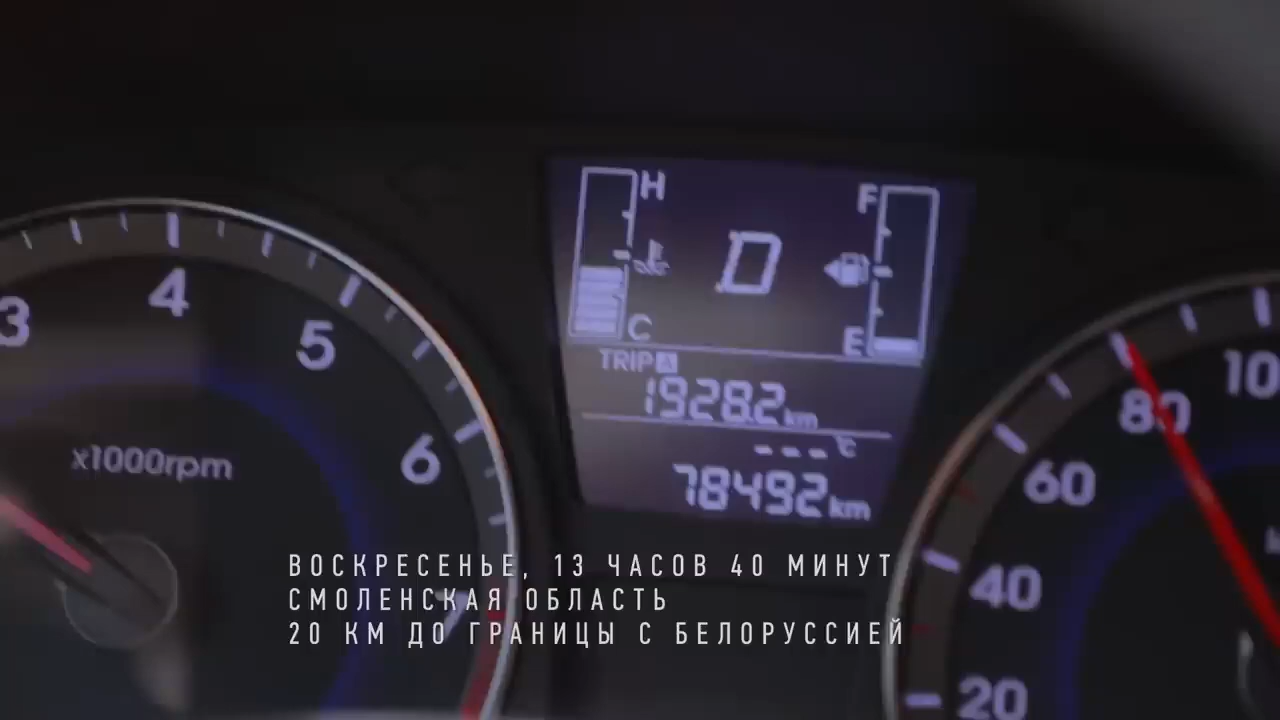 H
F
D
C
E
TRIP A
1928.2 km
---°C
78492 km
3
4
5
6
x1000rpm
20
40
60
80
10
ВОСКРЕСЕНЬЕ, 13 ЧАСОВ 40 МИНУТ
СМОЛЕНСКАЯ ОБЛАСТЬ
20 КМ ДО ГРАНИЦЫ С БЕЛОРУССИЕЙ